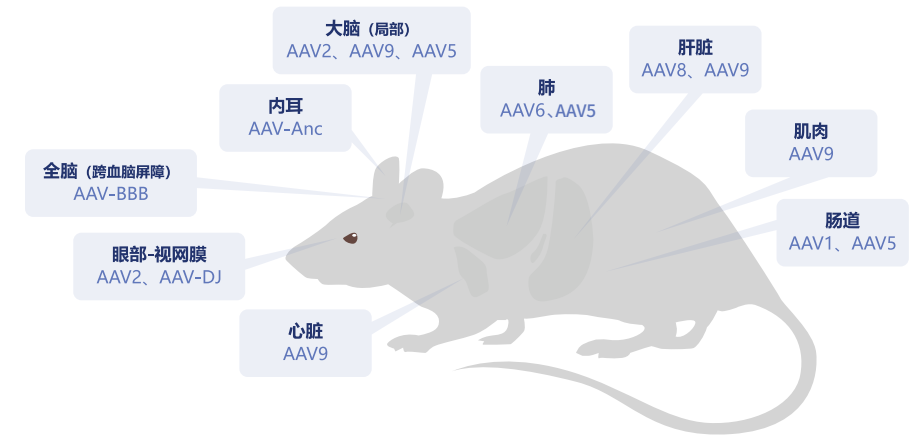 大脑（局部）
AAV2、AAV9、AAV5
肝脏
AAV8、AAV9
肺
AAV6、AAV5
内耳
AAV-Anc
肌肉
AAV9
全脑（跨血脑屏障）
AAV-BBB
肠道
AAV1、AAV5
眼部-视网膜
AAV2、AAV-DJ
心脏
AAV9